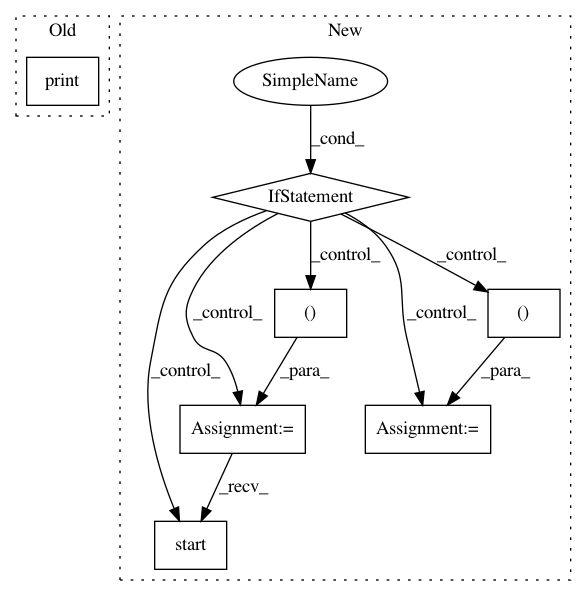 Old
New
print
SimpleName
_cond_
IfStatement
_control_
_control_
_control_
_control_
_control_
()
()
_para_
_para_
Assignment:=
Assignment:=
_recv_
start